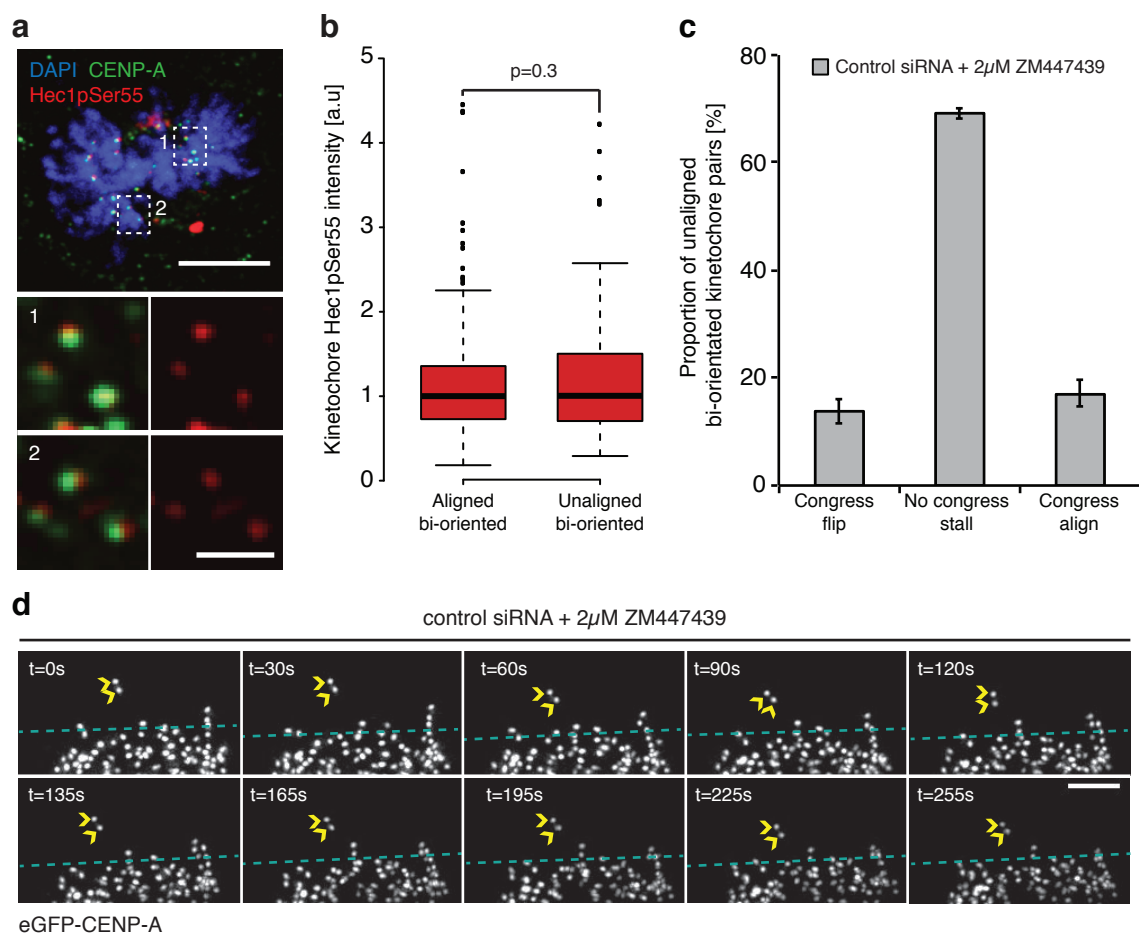 a
DAPI CENP-A
Hec1pSer55
1
2
1
2
b
Kinetochore Hec1pSer55 intensity [a.u]
5
4
3
2
1
0
p=0.3
Aligned
bi-oriented
Unaligned
bi-oriented
c
Proportion of unaligned
bi-orientated kinetochore pairs [%]
80
60
40
20
0
Control siRNA + 2μM ZM447439
Congress
flip
No congress
stall
Congress
align
d
control siRNA + 2μM ZM447439
t=0s
t=30s
t=60s
t=90s
t=120s
t=135s
t=165s
t=195s
t=225s
t=255s
eGFP-CENP-A